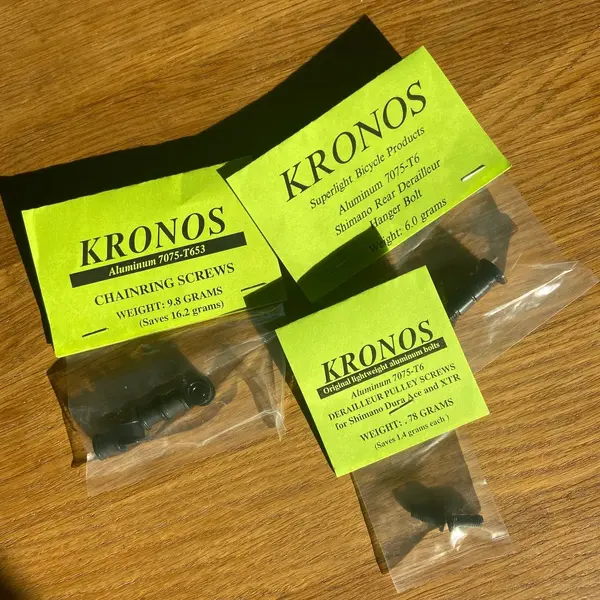 KRONOS
Aluminum 7075-T653
CHAINRING SCREWS
WEIGHT: 9.8 GRAMS
(Saves 16.2 grams)
KRONOS
Superlight Bicycle Products
Aluminum 7075-T6
Shimano Rear Derailleur
Hanger Bolt
Weight: 6.0 grams
KRONOS
Original lightweight aluminum bolts
Aluminum 7075-T6
DERAILLEUR PULLEY SCREWS
for Shimano Dura Ace and XTR
WEIGHT: .78 GRAMS
(Saves 1.4 grams each)